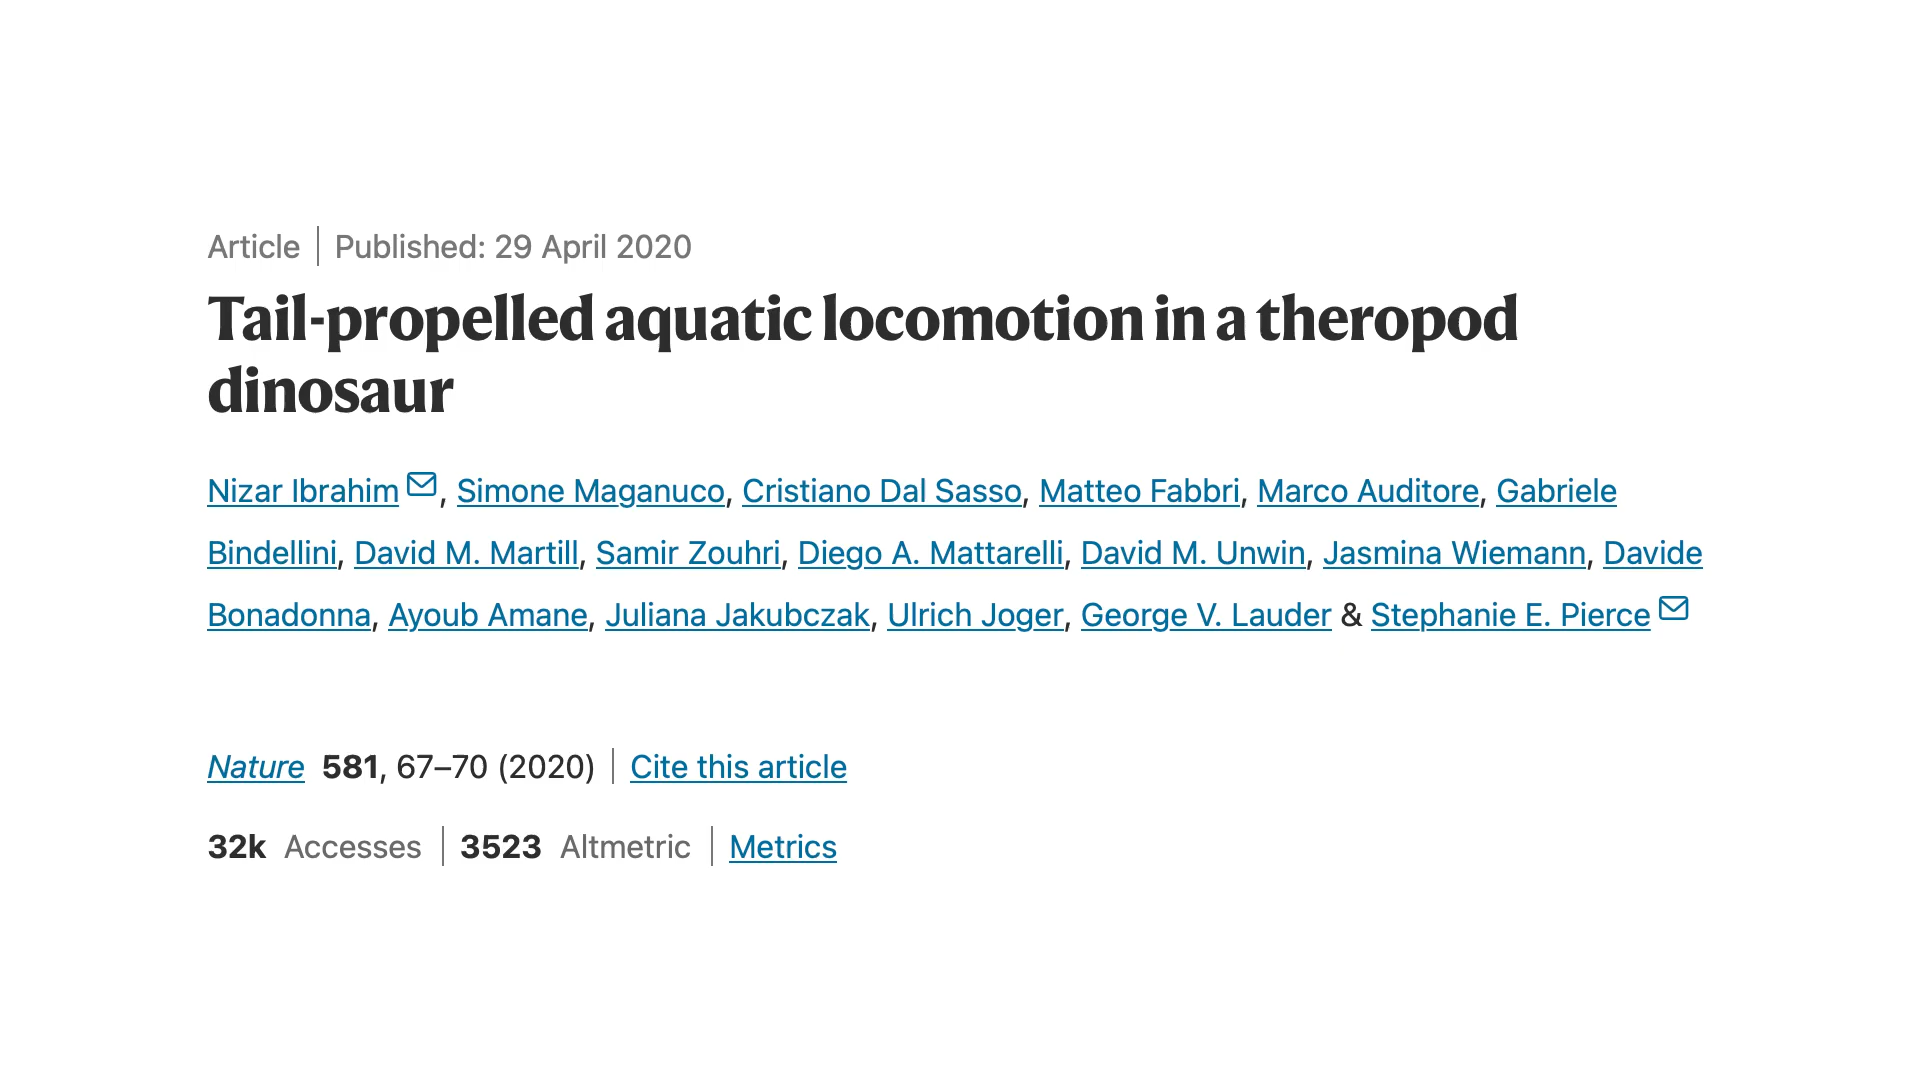 Article | Published: 29 April 2020
Tail-propelled aquatic locomotion in a theropod
dinosaur
Nizar Ibrahim, Simone Maganuco, Cristiano Dal Sasso, Matteo Fabbri, Marco Auditore, Gabriele
Bindellini, David M. Martill, Samir Zouhri, Diego A. Mattarelli, David M. Unwin, Jasmina Wiemann, Davide
Bonadonna, Ayoub Amane, Juliana Jakubczak, Ulrich Joger, George V. Lauder & Stephanie E. Pierce
Nature 581, 67–70 (2020) | Cite this article
32k Accesses | 3523 Altmetric | Metrics